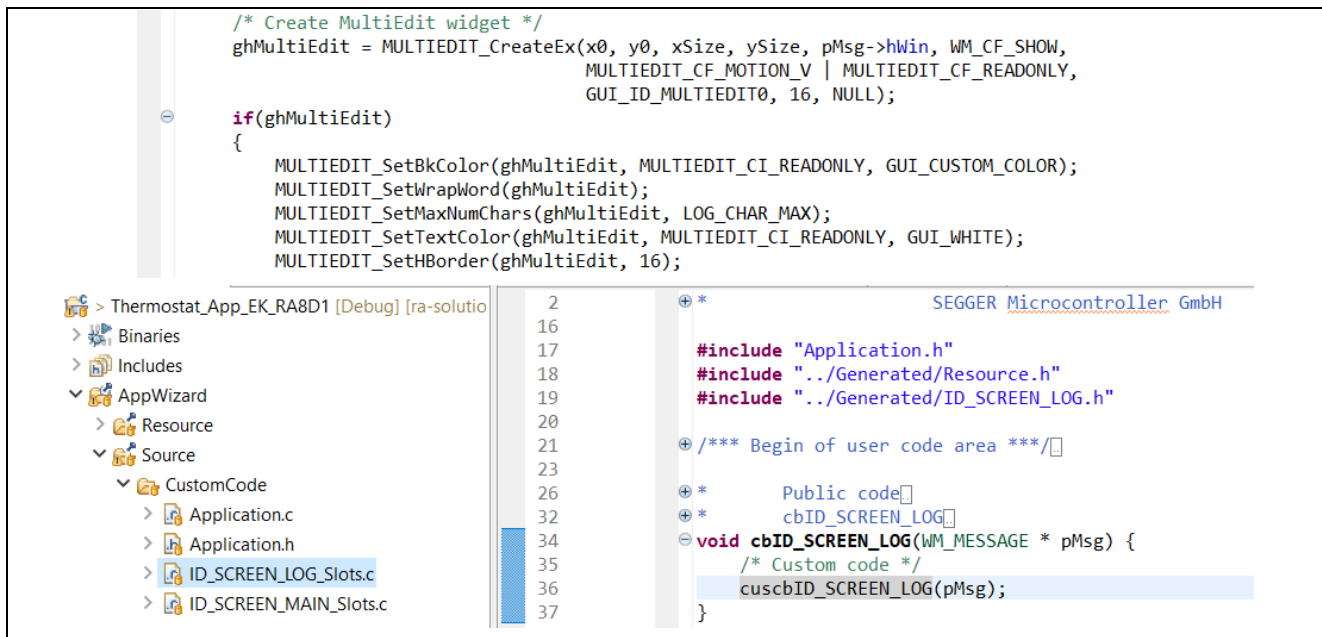 /* Create MultiEdit widget */
ghMultiEdit = MULTIEDIT_CreateEx(x0, y0, xSize, ySize, pMsg->hWin, WM_CF_SHOW,
MULTIEDIT_CF_MOTION_V | MULTIEDIT_CF_READONLY,
GUI_ID_MULTIEDIT0, 16, NULL);
if(ghMultiEdit)
{
MULTIEDIT_SetBkColor(ghMultiEdit, MULTIEDIT_CI_READONLY, GUI_CUSTOM_COLOR);
MULTIEDIT_SetWrapWord(ghMultiEdit);
MULTIEDIT_SetMaxNumChars(ghMultiEdit, LOG_CHAR_MAX);
MULTIEDIT_SetTextColor(ghMultiEdit, MULTIEDIT_CI_READONLY, GUI_WHITE);
MULTIEDIT_SetHBorder(ghMultiEdit, 16);
> Thermostat_App_EK_RA8D1 [Debug] [ra-solutio
Binaries
Includes
AppWizard
Resource
Source
CustomCode
Application.c
Application.h
ID_SCREEN_LOG_Slots.c
ID_SCREEN_MAIN_Slots.c
2 * SEGGER Microcontroller GmbH
16
17 #include "Application.h"
18 #include "../Generated/Resource.h"
19 #include "../Generated/ID_SCREEN_LOG.h"
20
21 /*** Begin of user code area ***/
23
26 * Public code
32 * cbID_SCREEN_LOG
34 void cbID_SCREEN_LOG(WM_MESSAGE * pMsg) {
35 /* Custom code */
36 cuscbID_SCREEN_LOG(pMsg);
37 }